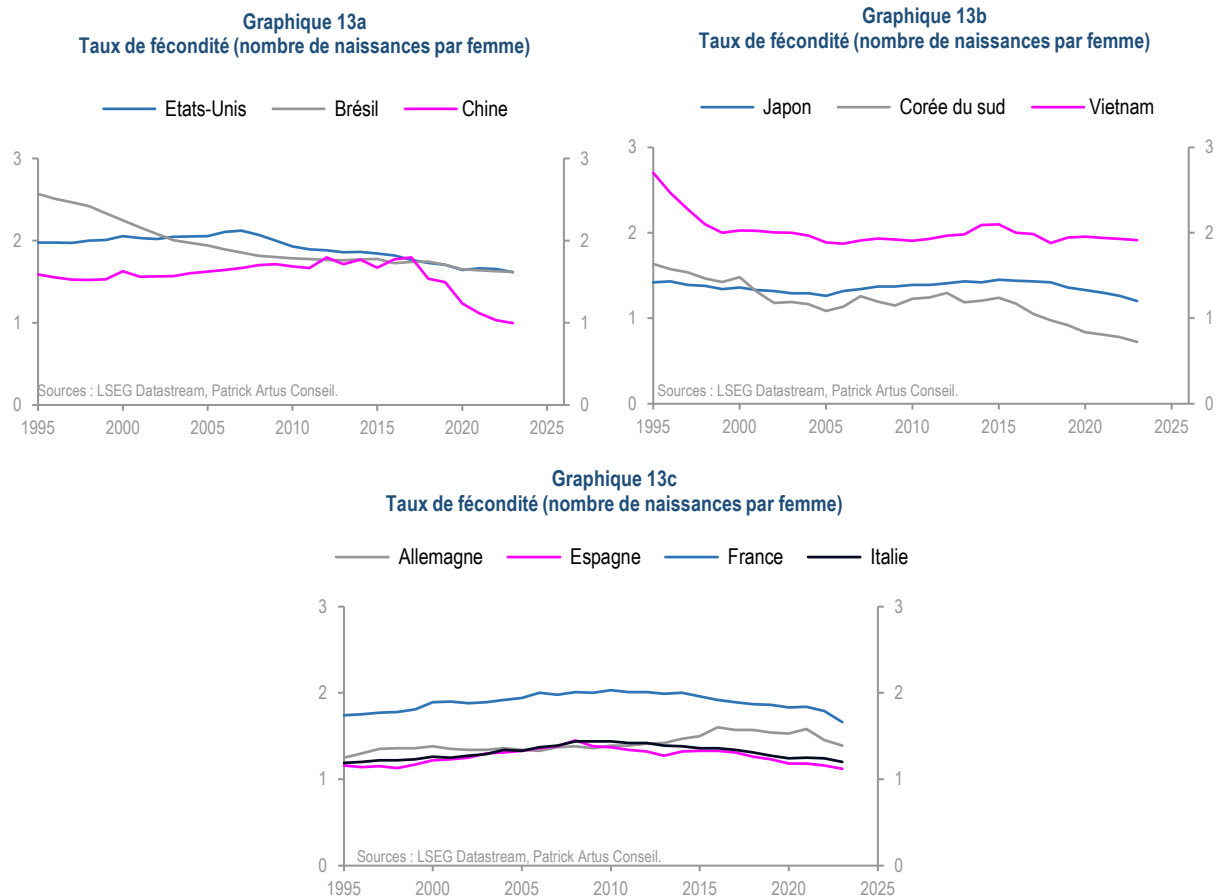 Graphique 13a
Taux de fécondité (nombre de naissances par femme)
Etats-Unis Brésil Chine
3 3
2 2
1 1
Sources : LSEG Datastream, Patrick Artus Conseil.
0 0
1995 2000 2005 2010 2015 2020 2025
Graphique 13b
Taux de fécondité (nombre de naissances par femme)
Japon Corée du sud Vietnam
3 3
2 2
1 1
Sources : LSEG Datastream, Patrick Artus Conseil.
0 0
1995 2000 2005 2010 2015 2020 2025
Graphique 13c
Taux de fécondité (nombre de naissances par femme)
Allemagne Espagne France Italie
3 3
2 2
1 1
Sources : LSEG Datastream, Patrick Artus Conseil.
0 0
1995 2000 2005 2010 2015 2020 2025